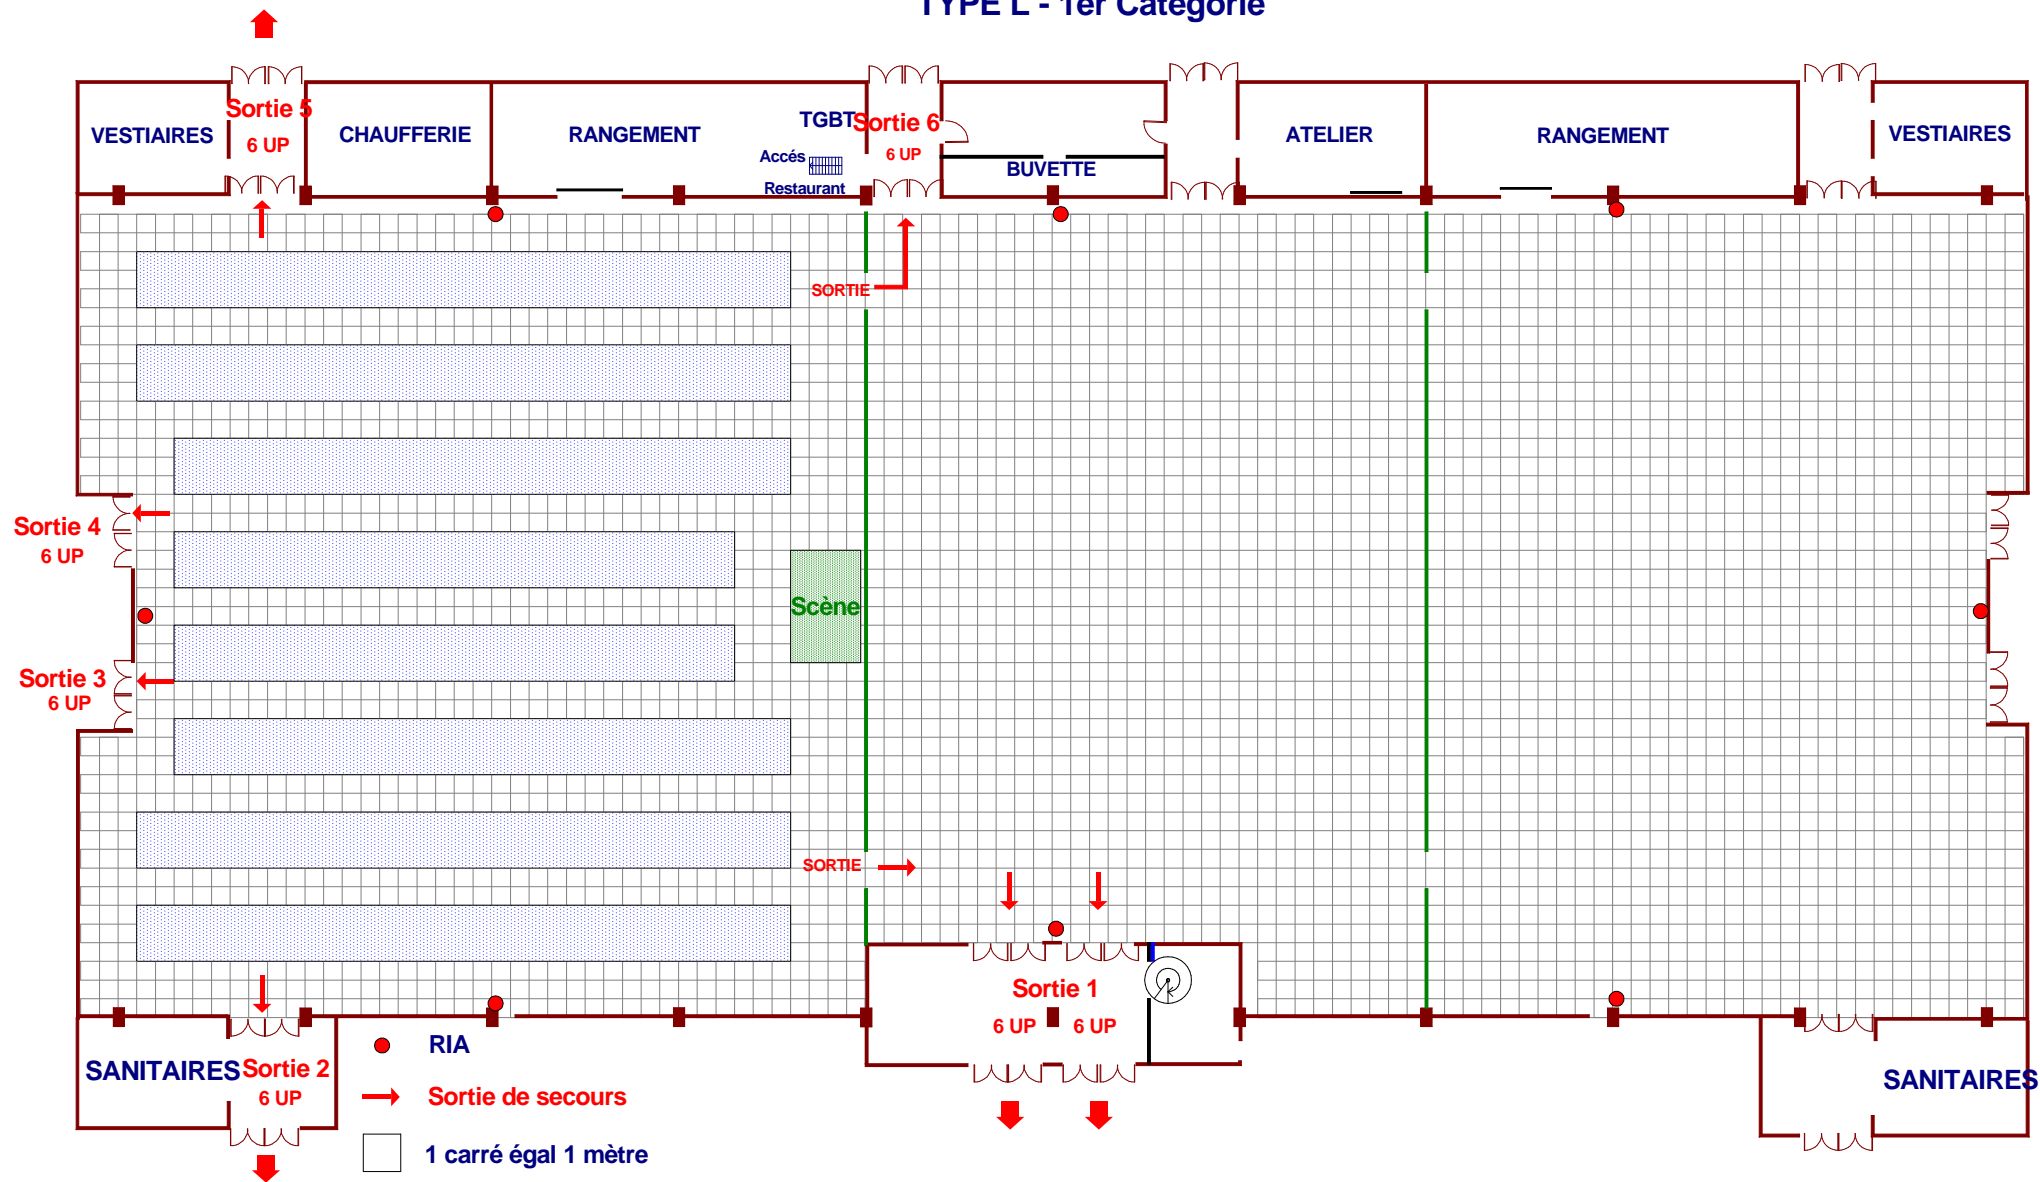 TYPE L - 1er Catégorie
Sortie 5
6 UP
VESTIAIRES
CHAUFFERIE
RANGEMENT
TGBT
Accés
Restaurant
Sortie 6
6 UP
BUVETTE
ATELIER
RANGEMENT
VESTIAIRES
SORTIE
Sortie 4
6 UP
Scène
Sortie 3
6 UP
SORTIE
Sortie 1
6 UP 6 UP
SANITAIRES
Sortie 2
6 UP
RIA
Sortie de secours
1 carré égal 1 mètre
SANITAIRES